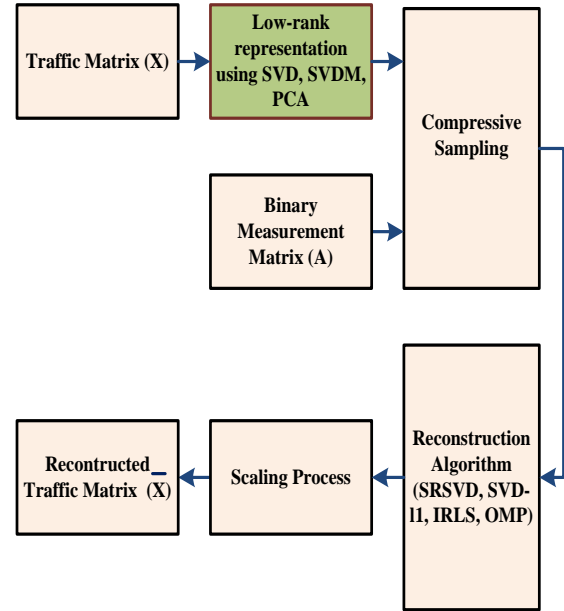 Traffic Matrix (X)
Low-rank
representation
using SVD, SVDM,
PCA
Compressive
Sampling
Binary
Measurement
Matrix (A)
Reconstruction
Algorithm
(SRSVD, SVD-
l1, IRLS, OMP)
Scaling Process
Recontructed
Traffic Matrix (X̅)